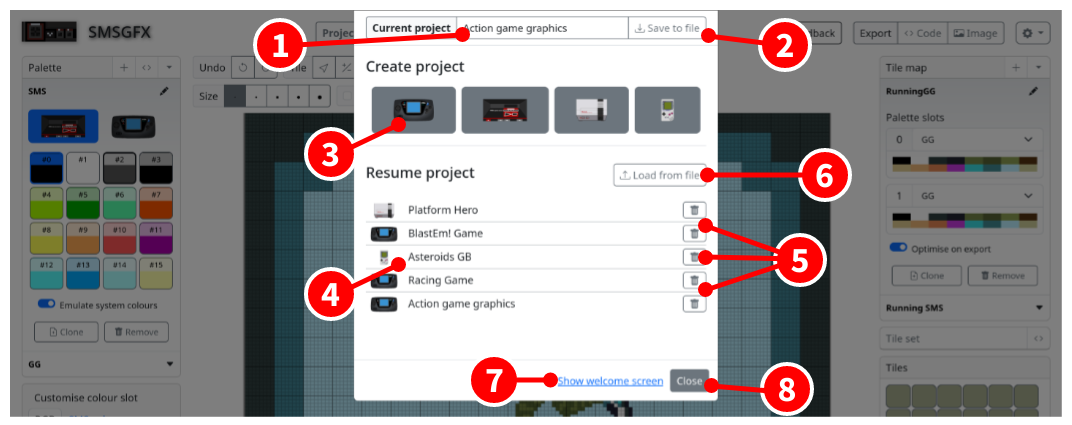 SMSGFX
Projec
Current project Action game graphics Save to file
dback
Export Code Image
Palette
Undo
Tile map
SMS
Size
Create project
RunningGG
Palette slots
0 GG
#0 #1 #2 #3
#4 #5 #6 #7
#8 #9 #10 #11
#12 #13 #14 #15
1 GG
Resume project
Load from file
Platform Hero
BlastEm! Game
Asteroids GB
Racing Game
Action game graphics
Optimise on export
Clone Remove
Emulate system colours
Clone Remove
Running SMS
Tile set
GG
Tiles
Customise colour slot
Show welcome screen Close
1
2
3
4
5
6
7
8